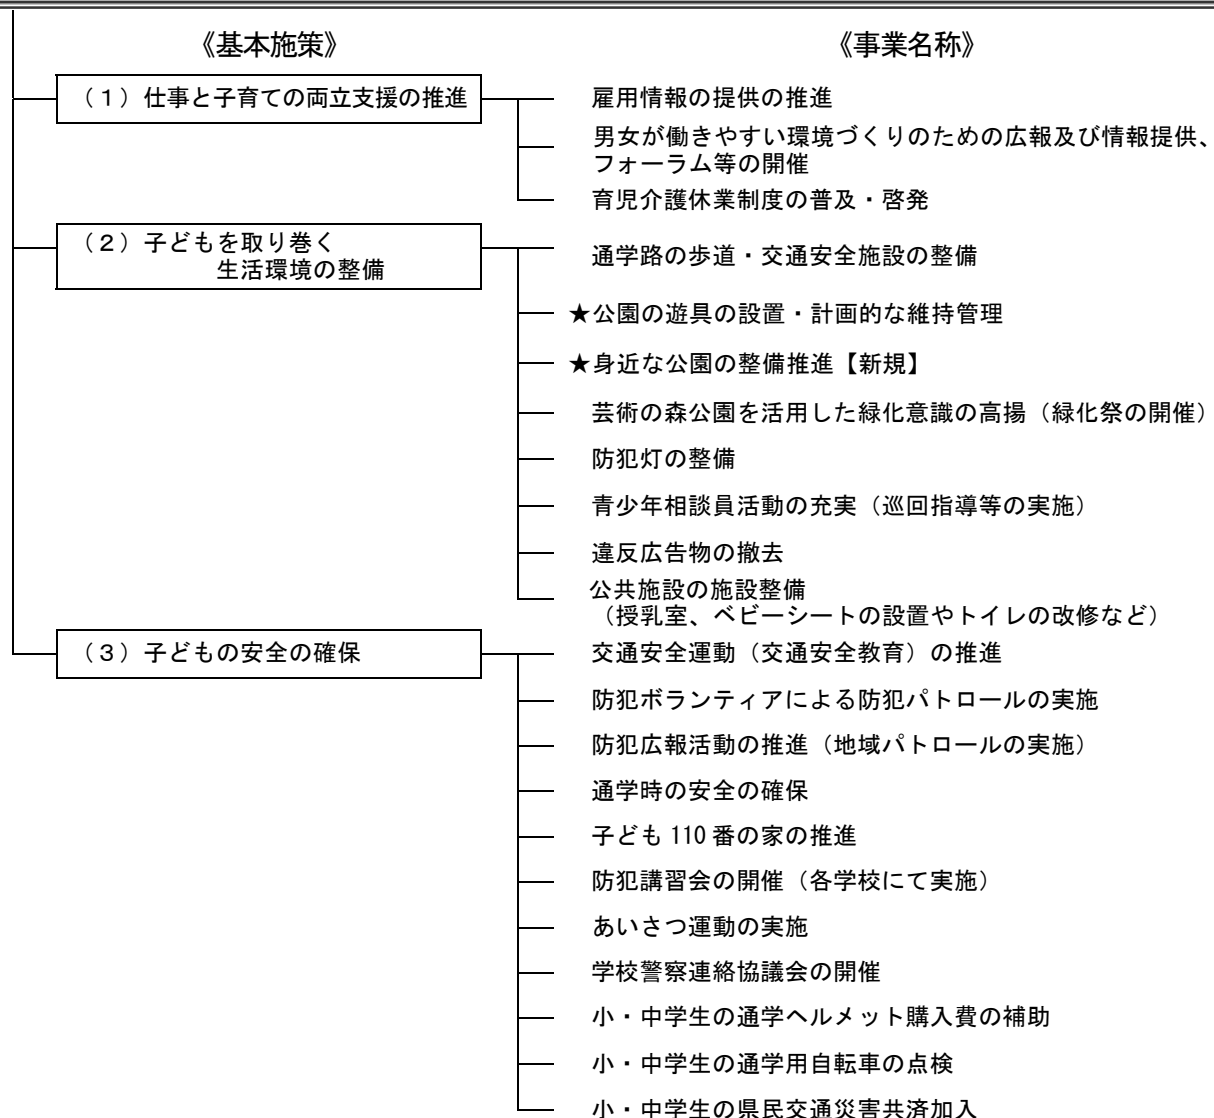 《基本施策》
《事業名称》
（１）仕事と子育ての両立支援の推進
雇用情報の提供の推進
男女が働きやすい環境づくりのための広報及び情報提供、
フォーラム等の開催
育児介護休業制度の普及・啓発
（２）子どもを取り巻く
生活環境の整備
通学路の歩道・交通安全施設の整備
★公園の遊具の設置・計画的な維持管理
★身近な公園の整備推進【新規】
芸術の森公園を活用した緑化意識の高揚（緑化祭の開催）
防犯灯の整備
青少年相談員活動の充実（巡回指導等の実施）
違反広告物の撤去
公共施設の施設整備
（授乳室、ベビーシートの設置やトイレの改修など）
（３）子どもの安全の確保
交通安全運動（交通安全教育）の推進
防犯ボランティアによる防犯パトロールの実施
防犯広報活動の推進（地域パトロールの実施）
通学時の安全の確保
子ども110番の家の推進
防犯講習会の開催（各学校にて実施）
あいさつ運動の実施
学校警察連絡協議会の開催
小・中学生の通学ヘルメット購入費の補助
小・中学生の通学用自転車の点検
小・中学生の県民交通災害共済加入